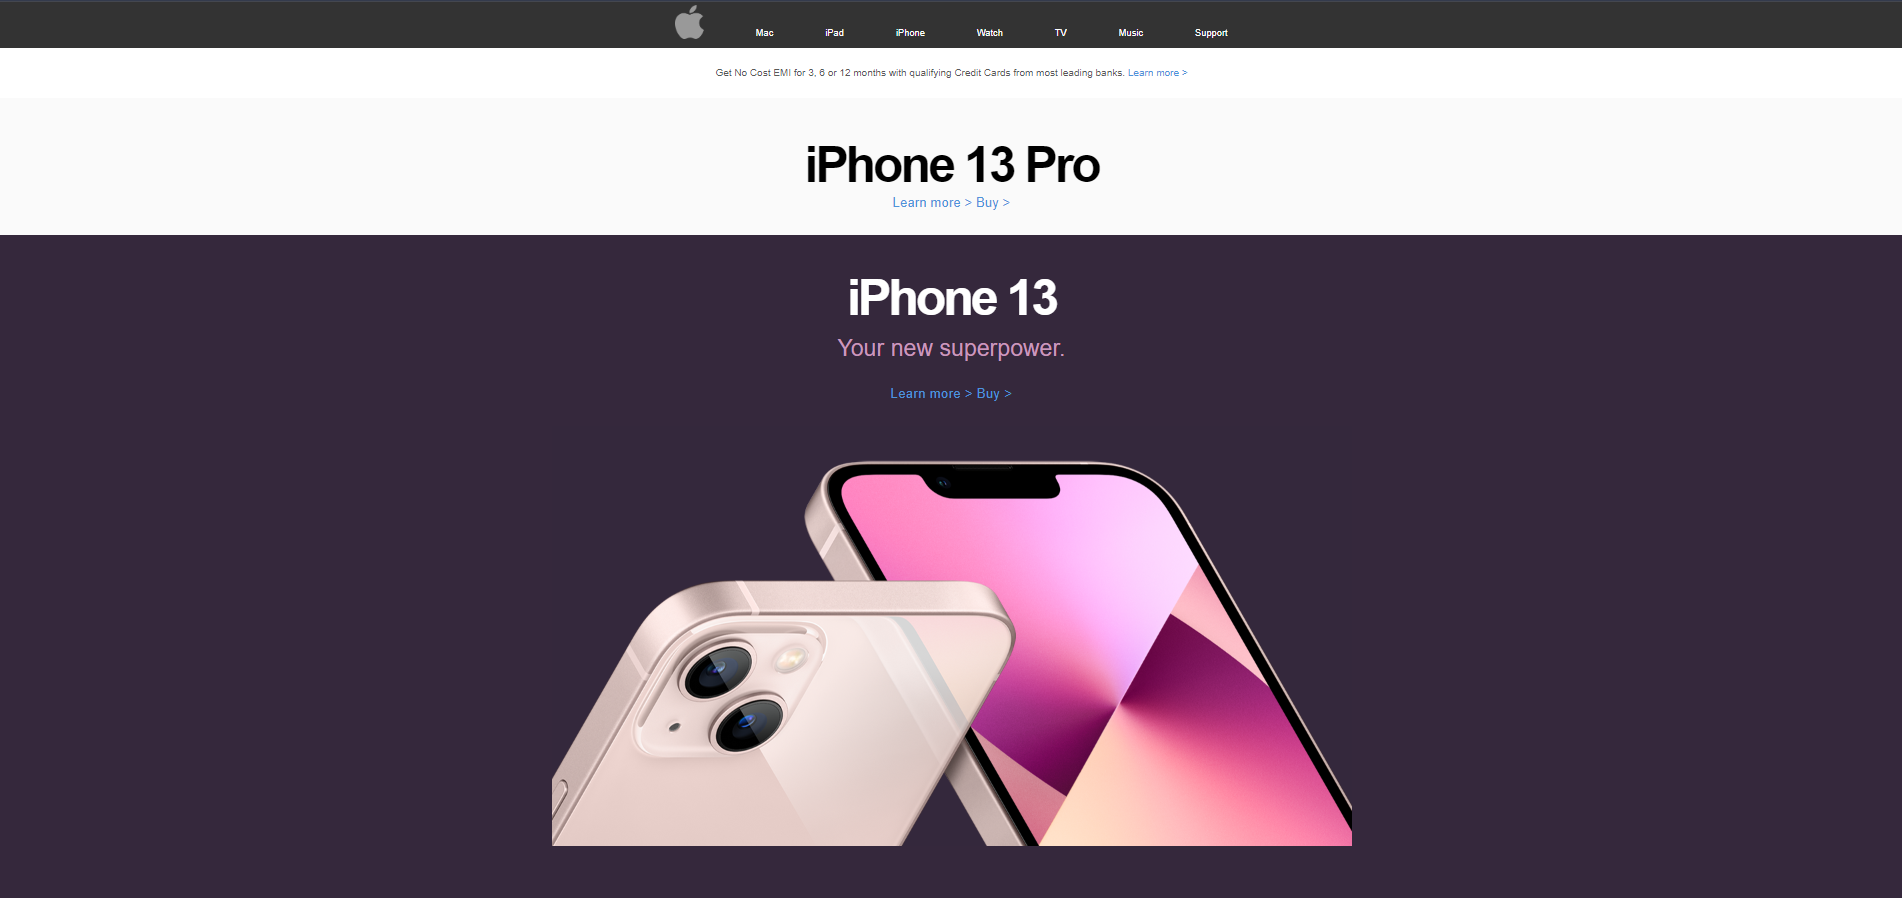 Mac iPad iPhone Watch TV Music Support
Get No Cost EMI for 3, 6 or 12 months with qualifying Credit Cards from most leading banks. Learn more >
iPhone 13 Pro
Learn more > Buy >
iPhone 13
Your new superpower.
Learn more > Buy >